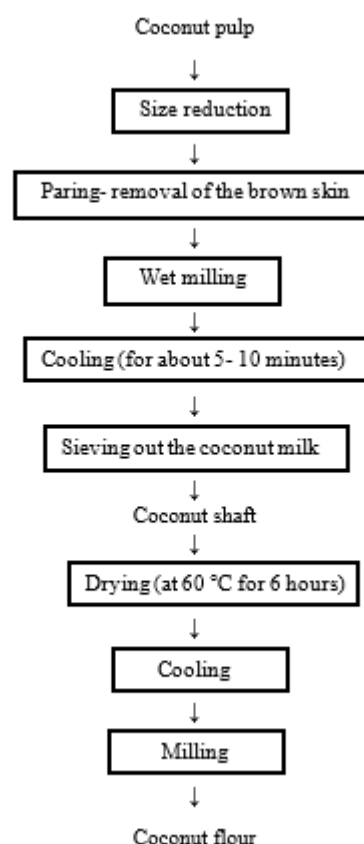 Coconut pulp
↓
Size reduction
↓
Paring- removal of the brown skin
↓
Wet milling
↓
Cooling (for about 5- 10 minutes)
↓
Sieving out the coconut milk
↓
Coconut shaft
↓
Drying (at 60 °C for 6 hours)
↓
Cooling
↓
Milling
↓
Coconut flour